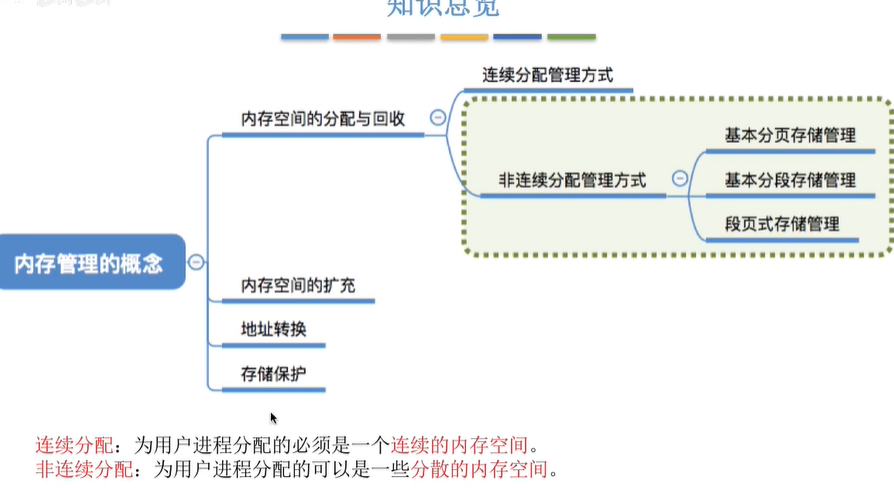 知识总览
连续分配管理方式
内存空间的分配与回收
基本分页存储管理
非连续分配管理方式
基本分段存储管理
段页式存储管理
内存管理的概念
内存空间的扩充
地址转换
存储保护
连续分配：为用户进程分配的必须是一个连续的内存空间。
非连续分配：为用户进程分配的可以是一些分散的内存空间。